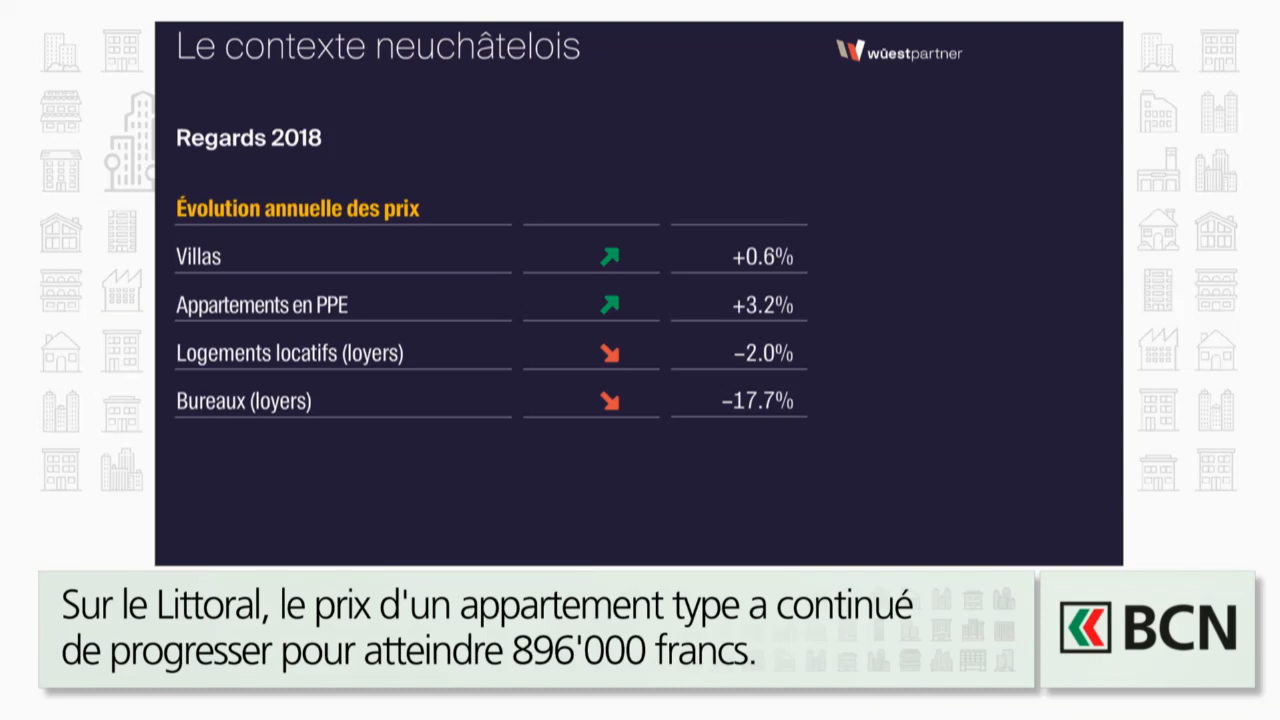 Le contexte neuchâtelois
wüestpartner
Regards 2018
Évolution annuelle des prix
Villas +0.6%
Appartements en PPE +3.2%
Logements locatifs (loyers) –2.0%
Bureaux (loyers) –17.7%
Sur le Littoral, le prix d'un appartement type a continué
de progresser pour atteindre 896'000 francs.
BCN